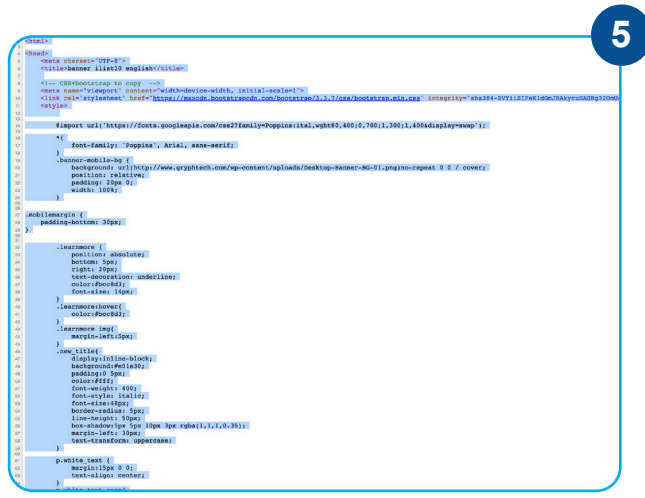 5
<html>
<head>
<meta charset="UTF-8">
<title>banner ilist10 english</title>
<!-- CSS+bootstrap to copy -->
<meta name="viewport" content="width=device-width, initial-scale=1">
<link rel="stylesheet" href="https://maxcdn.bootstrapcdn.com/bootstrap/3.3.7/css/bootstrap.min.css" integrity=
<style>
@import url('https://fonts.googleapis.com/css2?family=Poppins:ital,wght@0,400;0,700;1,300;1,400&display=swap');
*{
font-family: 'Poppins', Arial, sans-serif;
}
.banner-mobile-bg {
background: url(http://www.gryphtech.com/wp-content/uploads/Desktop-Banner-BG-01.png)no-repeat 0 0 / cover;
position: relative;
padding: 20px 0;
width: 100%;
}
.mobilemargin {
padding-bottom: 30px;
}
.learnmore {
position: absolute;
bottom: 5px;
right: 20px;
text-decoration: underline;
color:#bcc8d3;
font-size: 14px;
}
.learnmore:hover{
color:#bcc8d3;
}
.learnmore img{
margin-left:5px;
}
.new_title{
display:inline-block;
background:#e01e30;
padding:0 5px;
color:#fff;
font-weight: 400;
font-style: italic;
font-size:48px;
border-radius: 5px;
line-height: 50px;
box-shadow:5px 5px 10px 3px rgba(1,1,1,0.35);
margin-left: 30px;
text-transform: uppercase;
}
p.white_text {
margin:15px 0 0;
text-align: center;
}